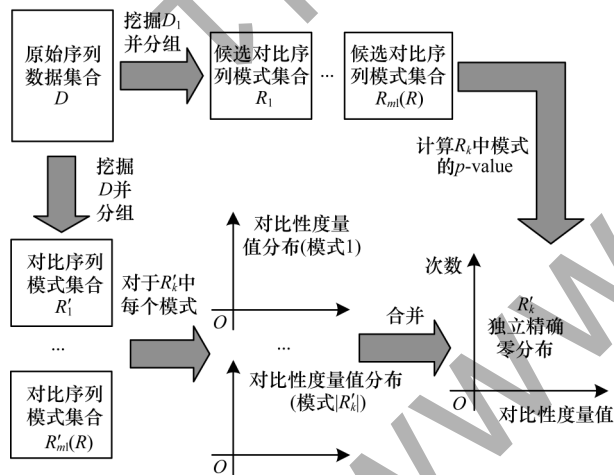 原始序列
数据集合
D
挖掘D₁
并分组
候选对比序
列模式集合
R₁
...
候选对比序
列模式集合
Rml(R)
计算Rk中模式
的p-value
挖掘
D并
分组
对比序列
模式集合
R′₁
...
对比序列
模式集合
R′ml(R)
对于R′k中
每个模式
对比性度量
值分布(模式1)
O
...
对比性度量值分布
(模式|R′k|)
O
合并
次数
R′k
独立精确
零分布
O
对比性度量值